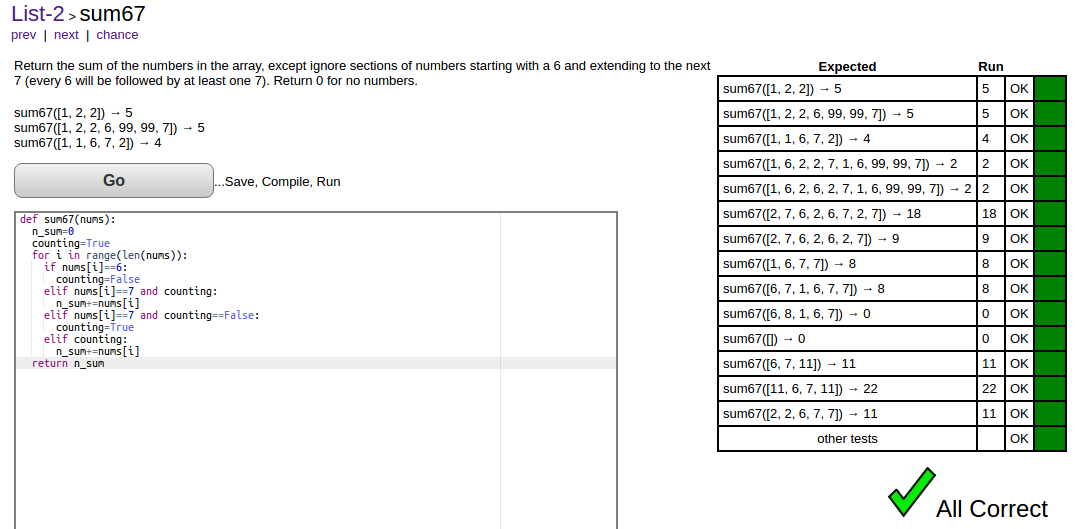 List-2 > sum67
prev | next | chance
Return the sum of the numbers in the array, except ignore sections of numbers starting with a 6 and extending to the next
7 (every 6 will be followed by at least one 7). Return 0 for no numbers.
sum67([1, 2, 2]) → 5
sum67([1, 2, 2, 6, 99, 99, 7]) → 5
sum67([1, 1, 6, 7, 2]) → 4
Go ...Save, Compile, Run
def sum67(nums):
  n_sum=0
  counting=True
  for i in range(len(nums)):
    if nums[i]==6:
      counting=False
    elif nums[i]==7 and counting:
      n_sum+=nums[i]
    elif nums[i]==7 and counting==False:
      counting=True
    elif counting:
      n_sum+=nums[i]
  return n_sum
Expected Run
sum67([1, 2, 2]) → 5 5 OK
sum67([1, 2, 2, 6, 99, 99, 7]) → 5 5 OK
sum67([1, 1, 6, 7, 2]) → 4 4 OK
sum67([1, 6, 2, 2, 7, 1, 6, 99, 99, 7]) → 2 2 OK
sum67([1, 6, 2, 6, 2, 7, 1, 6, 99, 99, 7]) → 2 2 OK
sum67([2, 7, 6, 2, 6, 7, 2, 7]) → 18 18 OK
sum67([2, 7, 6, 2, 6, 2, 7]) → 9 9 OK
sum67([1, 6, 7, 7]) → 8 8 OK
sum67([6, 7, 1, 6, 7, 7]) → 8 8 OK
sum67([6, 8, 1, 6, 7]) → 0 0 OK
sum67([]) → 0 0 OK
sum67([6, 7, 11]) → 11 11 OK
sum67([11, 6, 7, 11]) → 22 22 OK
sum67([2, 2, 6, 7, 7]) → 11 11 OK
other tests OK
All Correct